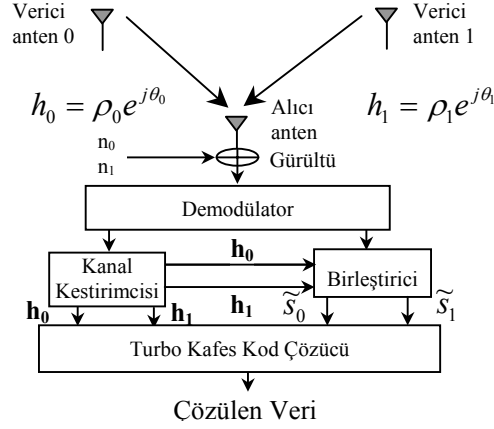 Verici
anten 0
Verici
anten 1
h₀ = ρ₀e^{jθ₀}
h₁ = ρ₁e^{jθ₁}
Alıcı
anten
n₀
n₁
Gürültü
Demodülator
Kanal
Kestirimcisi
h₀
h₁
Birleştirici
h₀
h₁
s̃₀
s̃₁
Turbo Kafes Kod Çözücü
Çözülen Veri